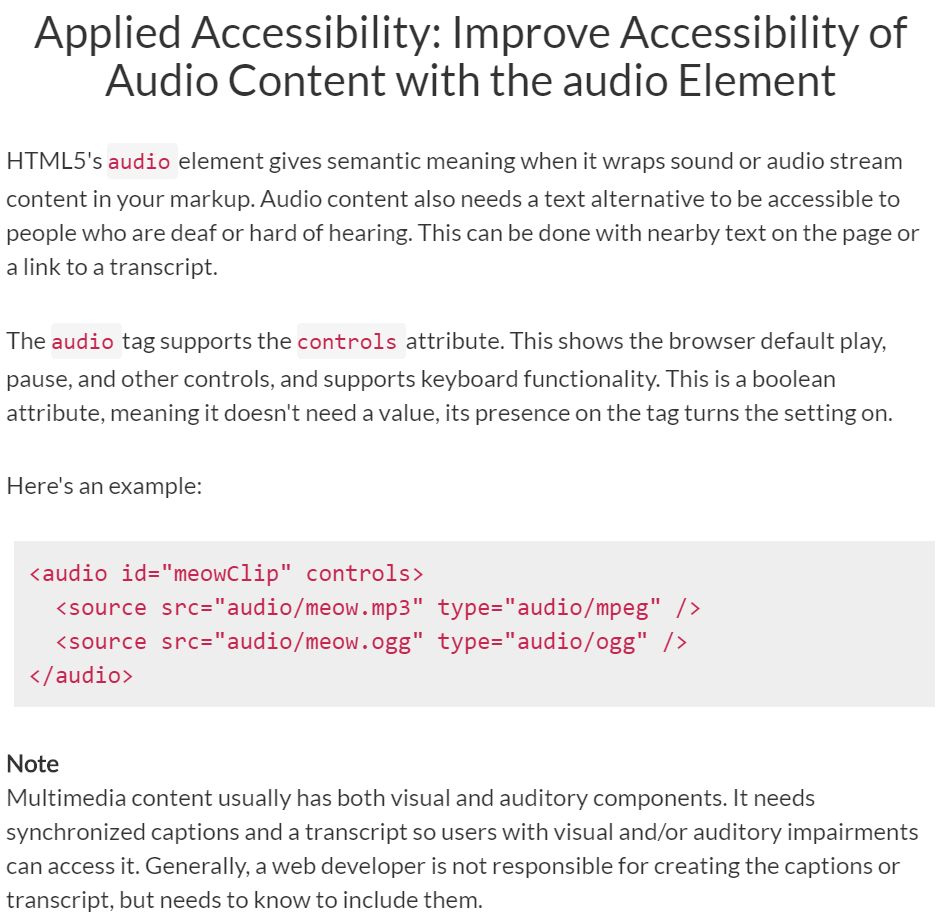 Applied Accessibility: Improve Accessibility of
Audio Content with the audio Element
HTML5's audio element gives semantic meaning when it wraps sound or audio stream
content in your markup. Audio content also needs a text alternative to be accessible to
people who are deaf or hard of hearing. This can be done with nearby text on the page or
a link to a transcript.
The audio tag supports the controls attribute. This shows the browser default play,
pause, and other controls, and supports keyboard functionality. This is a boolean
attribute, meaning it doesn't need a value, its presence on the tag turns the setting on.
Here's an example:
<audio id="meowClip" controls>
  <source src="audio/meow.mp3" type="audio/mpeg" />
  <source src="audio/meow.ogg" type="audio/ogg" />
</audio>
Note
Multimedia content usually has both visual and auditory components. It needs
synchronized captions and a transcript so users with visual and/or auditory impairments
can access it. Generally, a web developer is not responsible for creating the captions or
transcript, but needs to know to include them.